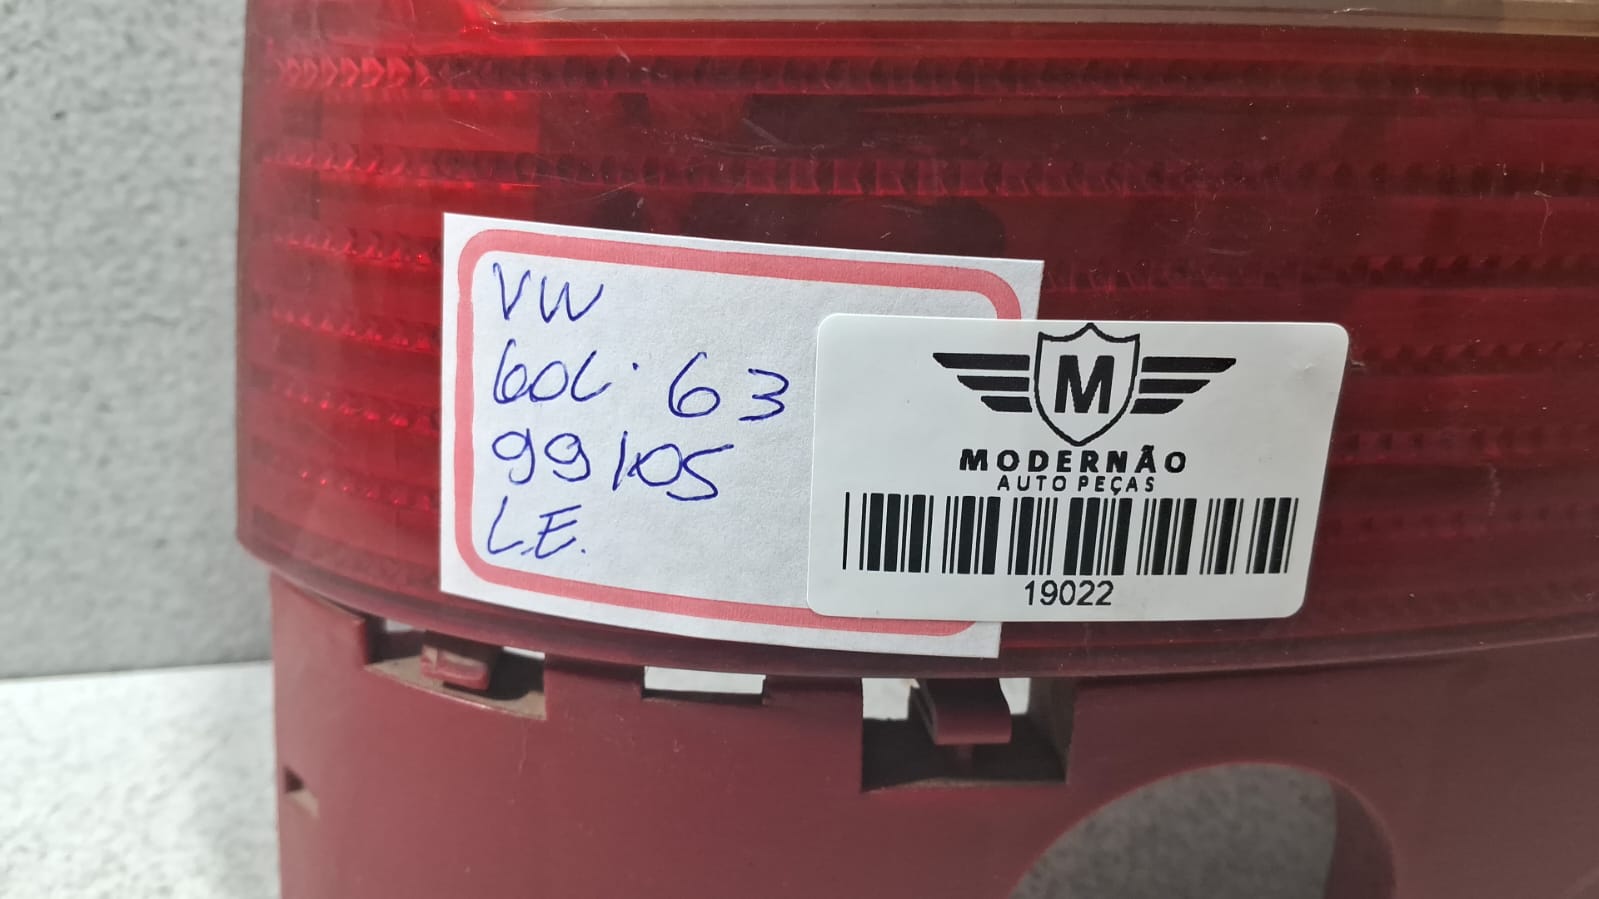 VW
GOL. G3
99/05
L.E.
M
MODERNÃO
AUTO PEÇAS
19022